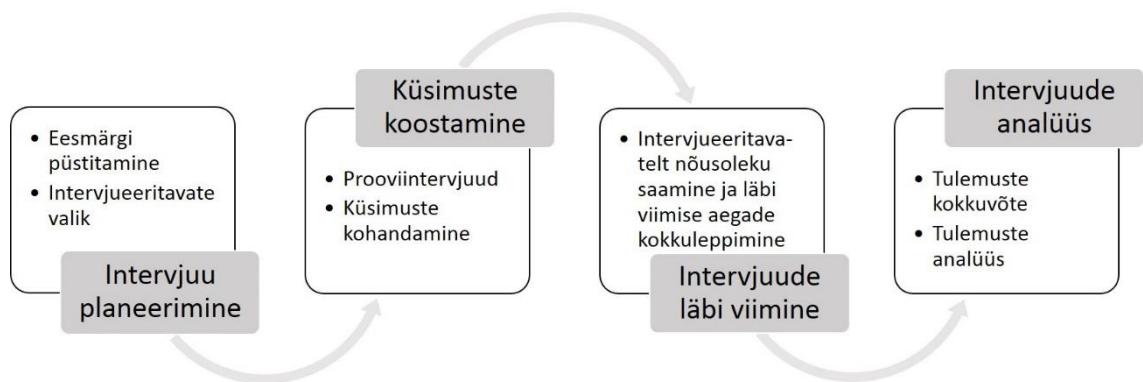 • Eesmärgi
püstitamine
• Intervjueeritavate
valik
Intervjuu
planeerimine
Küsimuste
koostamine
• Prooviintervjuud
• Küsimuste
kohandamine
• Intervjueeritava-
telt nõusoleku
saamine ja läbi
viimise aegade
kokkuleppimine
Intervjuude
läbi viimine
Intervjuude
analüüs
• Tulemuste
kokkuvõte
• Tulemuste
analüüs